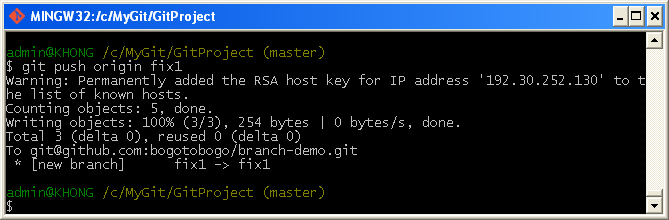 MINGW32:/c/MyGit/GitProject
admin@KHONG /c/MyGit/GitProject (master)
$ git push origin fix1
Warning: Permanently added the RSA host key for IP address '192.30.252.130' to t
he list of known hosts.
Counting objects: 5, done.
Writing objects: 100% (3/3), 254 bytes | 0 bytes/s, done.
Total 3 (delta 0), reused 0 (delta 0)
To git@github.com:bogotobogo/branch-demo.git
 * [new branch]      fix1 -> fix1
admin@KHONG /c/MyGit/GitProject (master)
$